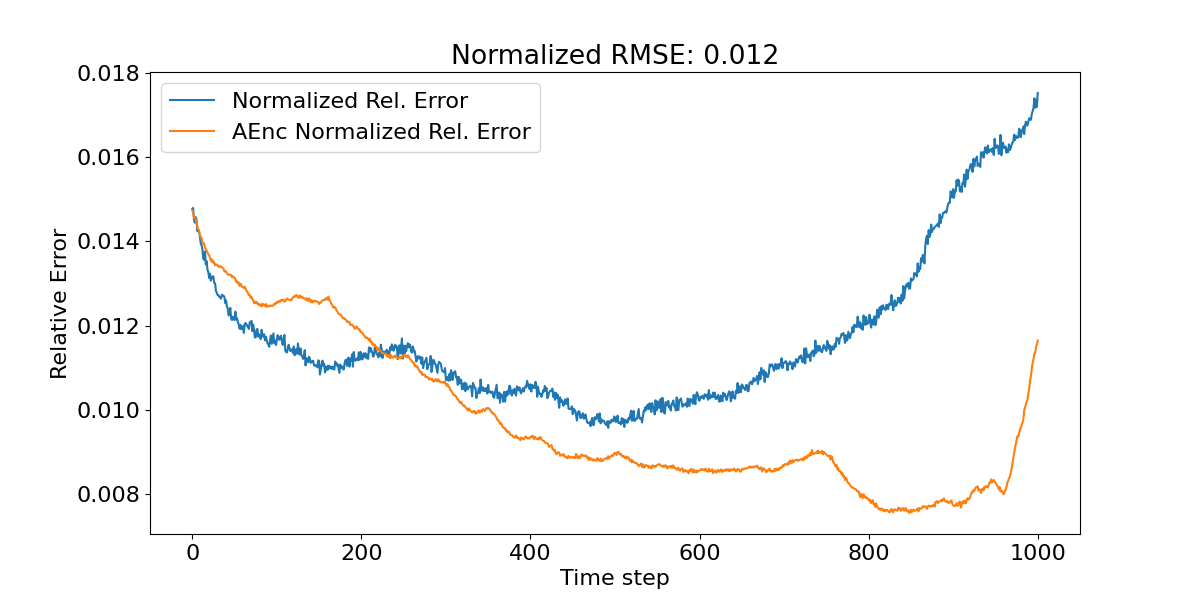 Normalized RMSE: 0.012
0.018
0.016
0.014
0.012
0.010
0.008
Relative Error
Normalized Rel. Error
AEnc Normalized Rel. Error
0 200 400 600 800 1000
Time step